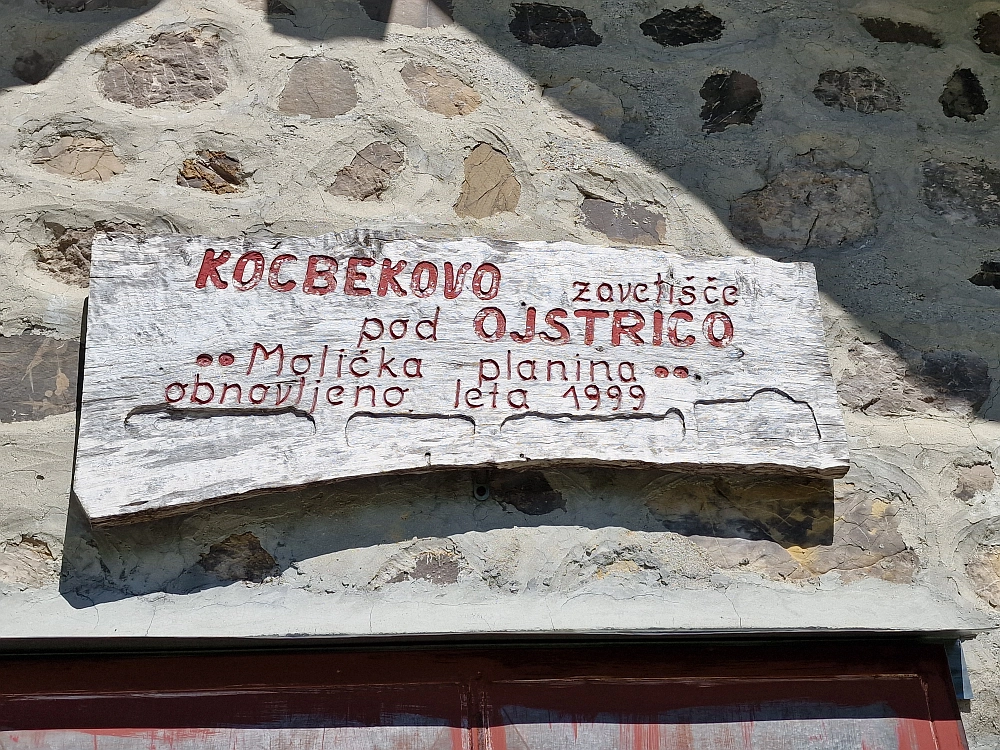 KOCBEKOVO zavetišče
pod OJSTRICO
••Molička planina••
obnovljeno leta 1999